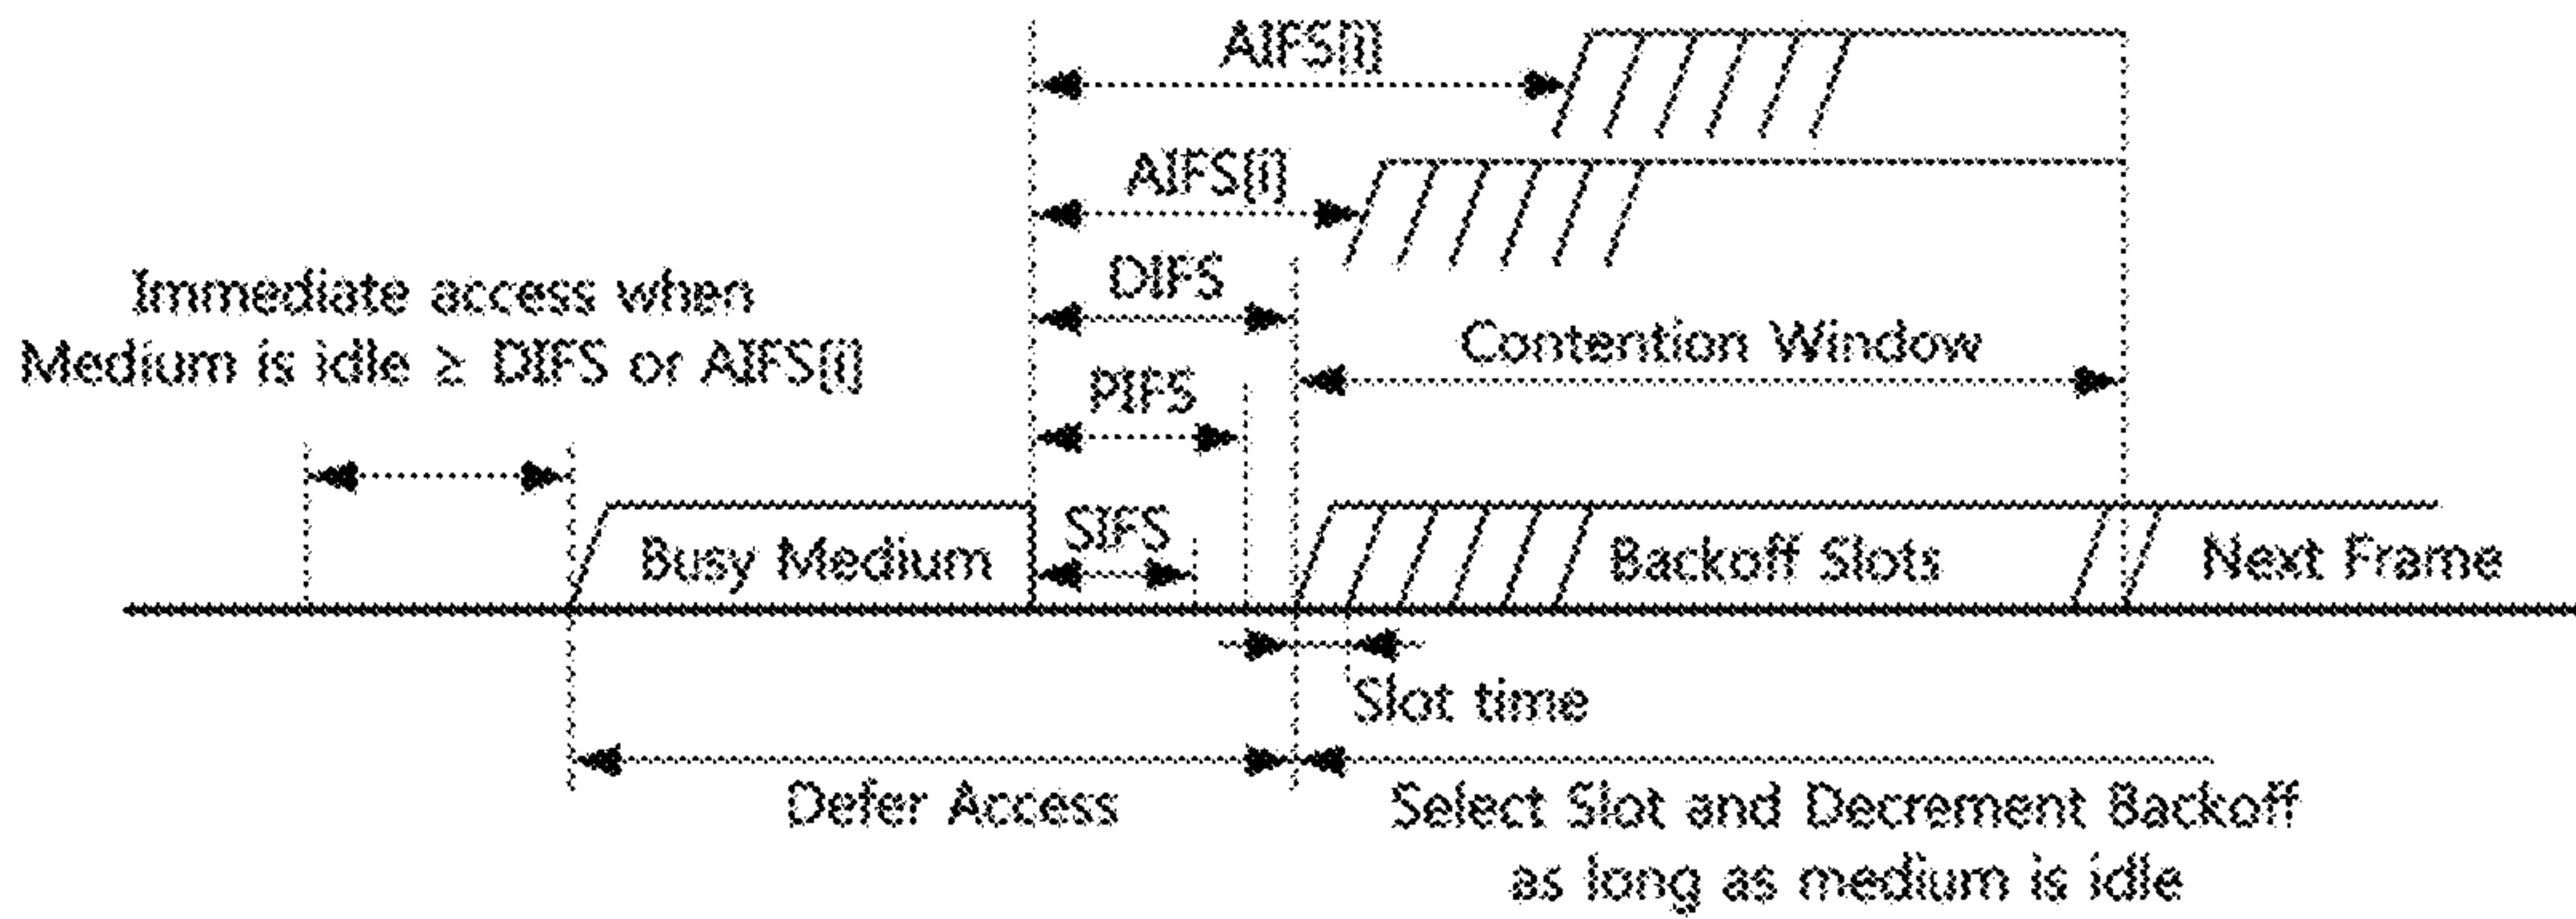 AIFS[i]
AIFS[i]
DIFS
Immediate access when
Medium is idle ≥ DIFS or AIFS[i]
Contention Window
PIFS
SIFS
Busy Medium
Backoff Slots
Next Frame
Slot time
Defer Access
Select Slot and Decrement Backoff
as long as medium is idle